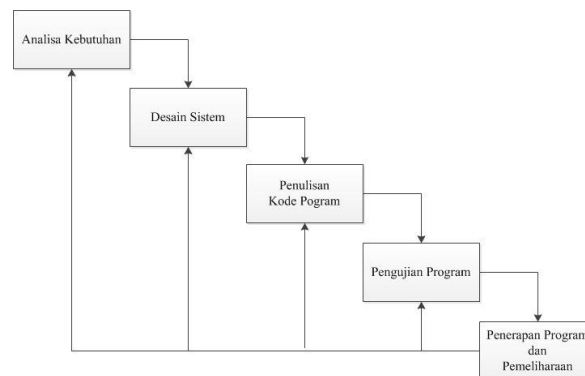 Analisa Kebutuhan
Desain Sistem
Penulisan
Kode Pogram
Pengujian Program
Penerapan Program
dan
Pemeliharaan